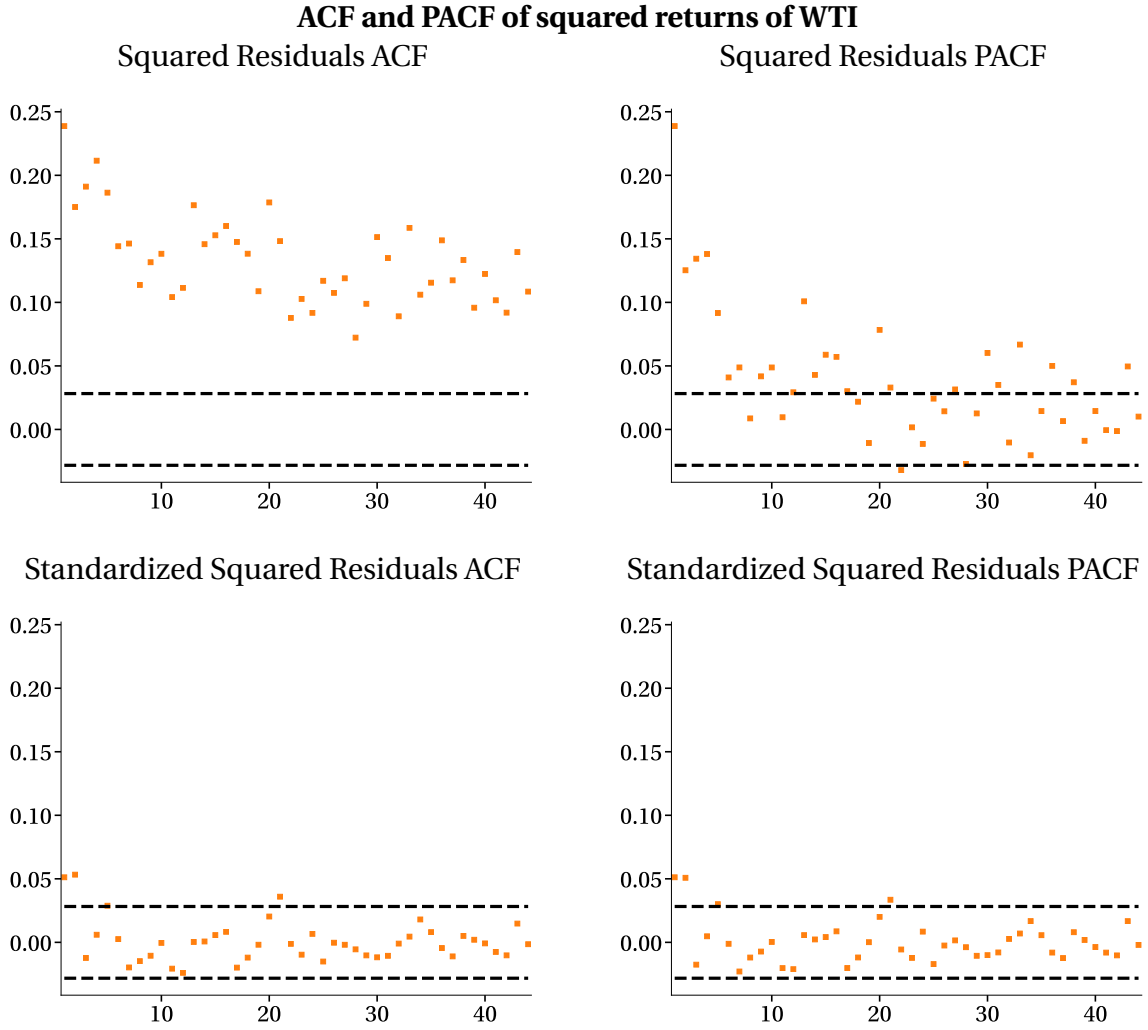 ACF and PACF of squared returns of WTI
Squared Residuals ACF
0.25
0.20
0.15
0.10
0.05
0.00
10 20 30 40
Squared Residuals PACF
0.25
0.20
0.15
0.10
0.05
0.00
10 20 30 40
Standardized Squared Residuals ACF
0.25
0.20
0.15
0.10
0.05
0.00
10 20 30 40
Standardized Squared Residuals PACF
0.25
0.20
0.15
0.10
0.05
0.00
10 20 30 40